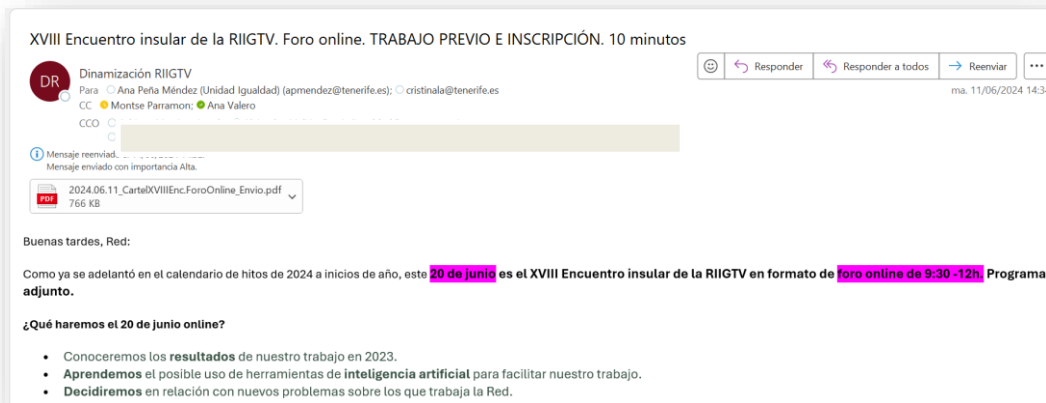 XVIII Encuentro insular de la RIIGTV. Foro online. TRABAJO PREVIO E INSCRIPCIÓN. 10 minutos
DR
Dinamización RIIGTV
Responder
Responder a todos
Reenviar
Para Ana Peña Méndez (Unidad Igualdad) (apmendez@tenerife.es); cristinala@tenerife.es
ma. 11/06/2024 14:34
CC Montse Parramon; Ana Valero
CCO
Mensaje
Mensaje enviado con importancia Alta.
PDF
2024.06.11_CartelXVIIIEnc.ForoOnline_Envio.pdf
766 KB
Buenas tardes, Red:
Como ya se adelantó en el calendario de hitos de 2024 a inicios de año, este 20 de junio es el XVIII Encuentro insular de la RIIGTV en formato de foro online de 9:30 -12h. Programa
adjunto.
¿Qué haremos el 20 de junio online?
• Conoceremos los resultados de nuestro trabajo en 2023.
• Aprendemos el posible uso de herramientas de inteligencia artificial para facilitar nuestro trabajo.
• Decidiremos en relación con nuevos problemas sobre los que trabaja la Red.